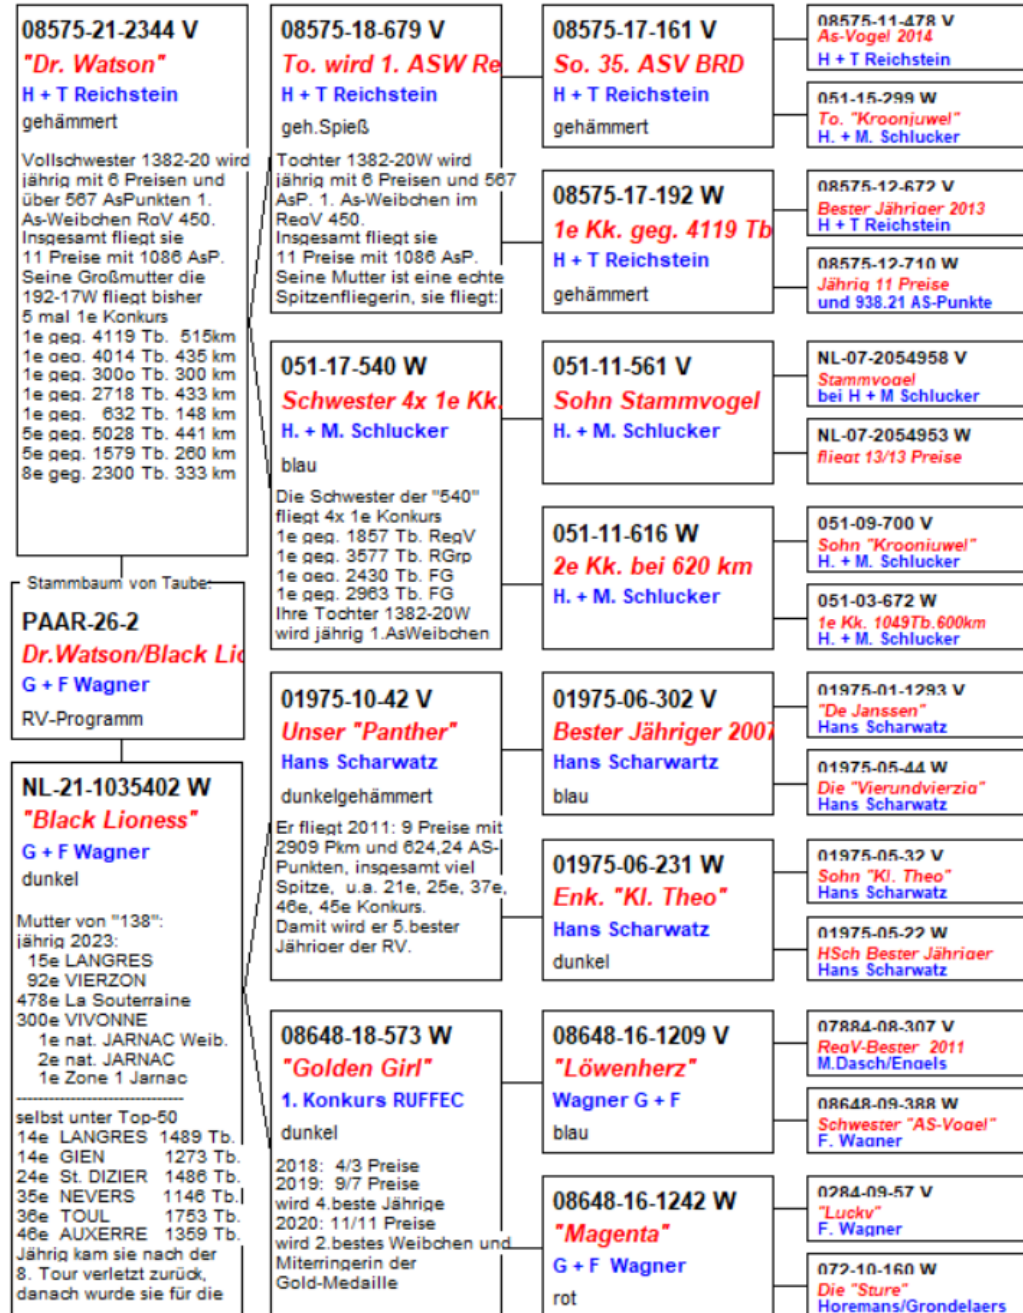 08575-21-2344 V
"Dr. Watson"
H + T Reichstein
gehämmert
Vollschwester 1382-20 wird
jährig mit 6 Preisen und
über 567 AsPunkten 1.
As-Weibchen RgV 450.
Insgesamt fliegt sie
11 Preise mit 1086 AsP.
Seine Großmutter die
192-17W fliegt bisher
5 mal 1e Konkurs
1e geg. 4119 Tb. 515km
1e geg. 4014 Tb. 435 km
1e geg. 300o Tb. 300 km
1e geg. 2718 Tb. 433 km
1e geg. 632 Tb. 148 km
5e geg. 5028 Tb. 441 km
5e geg. 1579 Tb. 260 km
8e geg. 2300 Tb. 333 km
Stammbaum von Taube:
PAAR-26-2
Dr.Watson/Black Lio
G + F Wagner
RV-Programm
NL-21-1035402 W
"Black Lioness"
G + F Wagner
dunkel
Mutter von "138":
jährig 2023:
15e LANGRES
92e VIERZON
478e La Souterraine
300e VIVONNE
1e nat. JARNAC Weib.
2e nat. JARNAC
1e Zone 1 Jarnac
--------------------------------
selbst unter Top-50
14e LANGRES 1489 Tb.
14e GIEN 1273 Tb.
24e St. DIZIER 1486 Tb.
35e NEVERS 1146 Tb.
36e TOUL 1753 Tb.
46e AUXERRE 1359 Tb.
Jährig kam sie nach der
8. Tour verletzt zurück,
danach wurde sie für die
08575-18-679 V
To. wird 1. ASW Re
H + T Reichstein
geh.Spieß
Tochter 1382-20W wird
jährig mit 6 Preisen und 567
AsP. 1. As-Weibchen im
RegV 450.
Insgesamt fliegt sie
11 Preise mit 1086 AsP.
Seine Mutter ist eine echte
Spitzenfliegerin, sie fliegt:
051-17-540 W
Schwester 4x 1e Kk.
H. + M. Schlucker
blau
Die Schwester der "540"
fliegt 4x 1e Konkurs
1e geg. 1857 Tb. RegV
1e geg. 3577 Tb. RGrp
1e geg. 2430 Tb. FG
1e geg. 2963 Tb. FG
Ihre Tochter 1382-20W
wird jährig 1.AsWeibchen
01975-10-42 V
Unser "Panther"
Hans Scharwatz
dunkelgehämmert
Er fliegt 2011: 9 Preise mit
2909 Pkm und 624,24 AS-
Punkten, insgesamt viel
Spitze, u.a. 21e, 25e, 37e,
46e, 45e Konkurs.
Damit wird er 5.bester
Jähriger der RV.
08648-18-573 W
"Golden Girl"
1. Konkurs RUFFEC
dunkel
2018: 4/3 Preise
2019: 9/7 Preise
wird 4.beste Jährige
2020: 11/11 Preise
wird 2.bestes Weibchen und
Miterringerin der
Gold-Medaille
08575-17-161 V
So. 35. ASV BRD
H + T Reichstein
gehämmert
08575-17-192 W
1e Kk. geg. 4119 Tb
H + T Reichstein
gehämmert
051-11-561 V
Sohn Stammvogel
H. + M. Schlucker
051-11-616 W
2e Kk. bei 620 km
H. + M. Schlucker
01975-06-302 V
Bester Jähriger 2007
Hans Scharwartz
blau
01975-06-231 W
Enk. "Kl. Theo"
Hans Scharwatz
dunkel
08648-16-1209 V
"Löwenherz"
Wagner G + F
blau
08648-16-1242 W
"Magenta"
G + F Wagner
rot
08575-11-478 V
As-Vogel 2014
H + T Reichstein
051-15-299 W
To. "Kroonjuwel"
H. + M. Schlucker
08575-12-672 V
Bester Jähriger 2013
H + T Reichstein
08575-12-710 W
Jährig 11 Preise
und 938.21 AS-Punkte
NL-07-2054958 V
Stammvogel
bei H + M Schlucker
NL-07-2054953 W
fliegt 13/13 Preise
051-09-700 V
Sohn "Kroonjuwel"
H. + M. Schlucker
051-03-672 W
1e Kk. 1049Tb.600km
H. + M. Schlucker
01975-01-1293 V
"De Janssen"
Hans Scharwatz
01975-05-44 W
Die "Vierundvierzig"
Hans Scharwatz
01975-05-32 V
Sohn "Kl. Theo"
Hans Scharwatz
01975-05-22 W
HSch Bester Jähriger
Hans Scharwatz
07884-08-307 V
RegV-Bester 2011
M.Dasch/Engels
08648-09-388 W
Schwester "AS-Vogel"
F. Wagner
0284-09-57 V
"Lucky"
F. Wagner
072-10-160 W
Die "Sture"
Horemans/Grondelaers